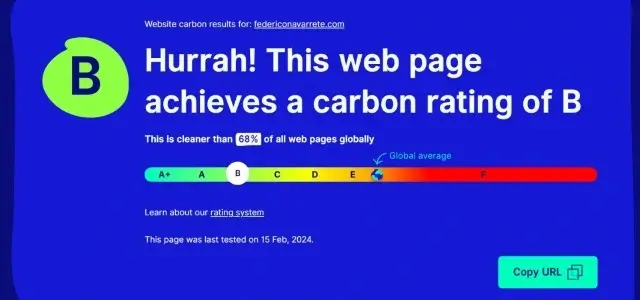 Website carbon results for: federiconavarrete.com
B
Hurrah! This web page
achieves a carbon rating of B
This is cleaner than 68% of all web pages globally
Global average
A+ A B C D E F
Learn about our rating system
This page was last tested on 15 Feb, 2024.
Copy URL